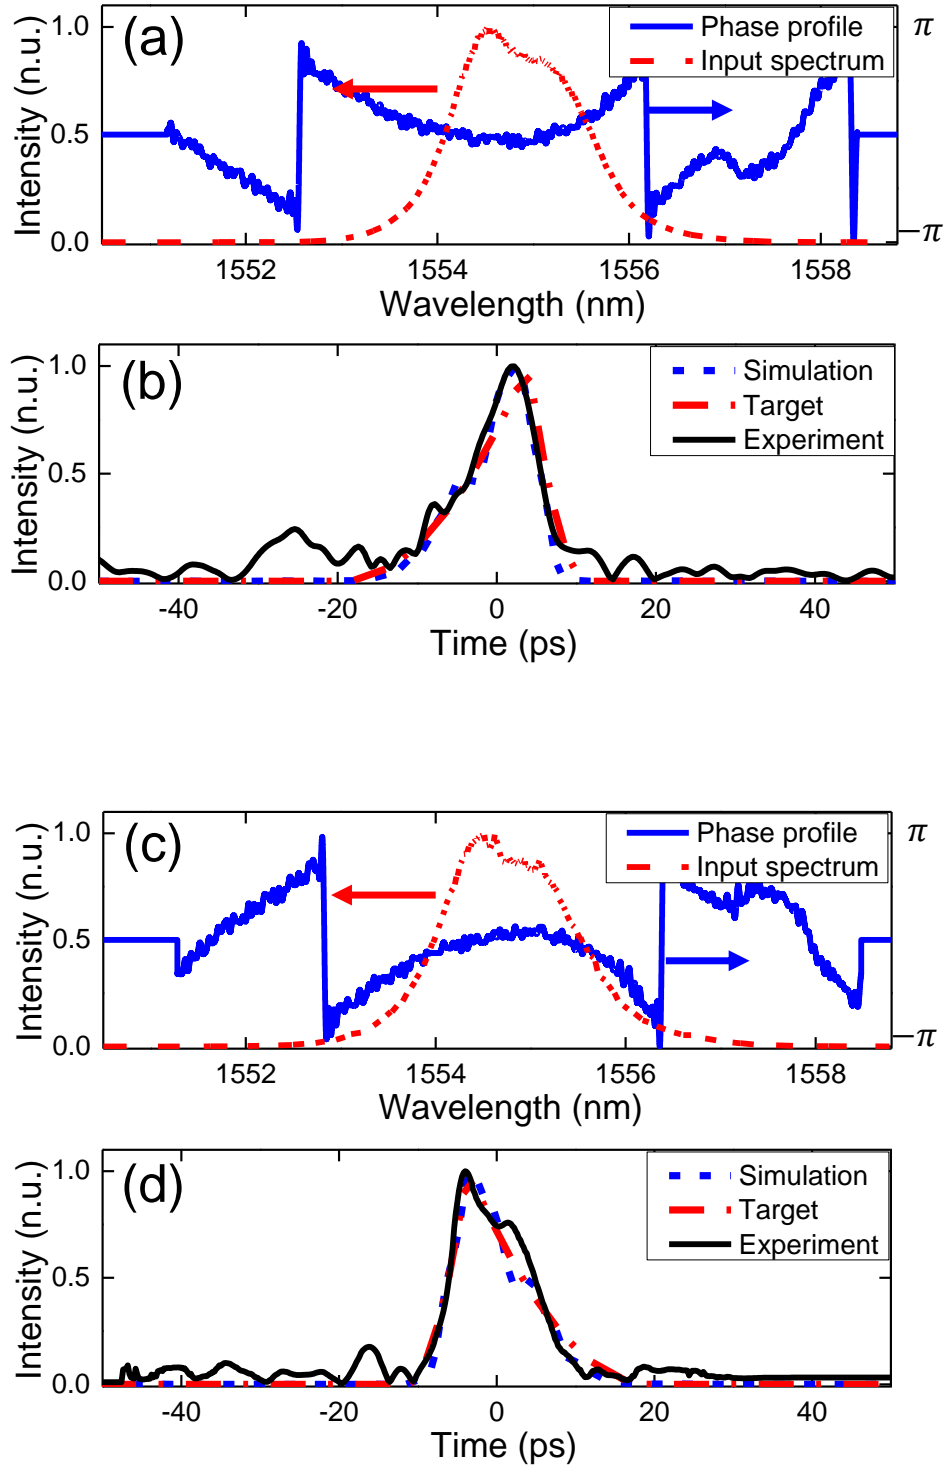 (a)
Phase profile
Input spectrum
Intensity (n.u.)
1.0
0.5
0.0
π
−π
1552
1554
1556
1558
Wavelength (nm)
(b)
Simulation
Target
Experiment
Intensity (n.u.)
1.0
0.5
0.0
-40
-20
0
20
40
Time (ps)
(c)
Phase profile
Input spectrum
Intensity (n.u.)
1.0
0.5
0.0
π
−π
1552
1554
1556
1558
Wavelength (nm)
(d)
Simulation
Target
Experiment
Intensity (n.u.)
1.0
0.5
0.0
-40
-20
0
20
40
Time (ps)